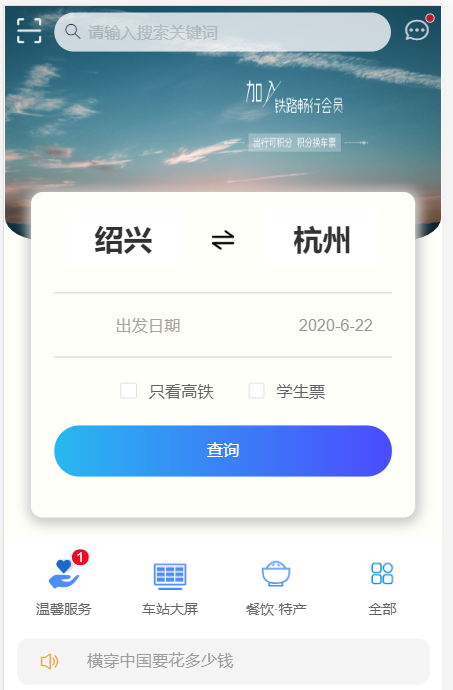 请输入搜索关键词
加入
铁路畅行会员
出行可积分 积分换车票
绍兴
杭州
出发日期 2020-6-22
只看高铁 学生票
查询
1
温馨服务 车站大屏 餐饮·特产 全部
横穿中国要花多少钱